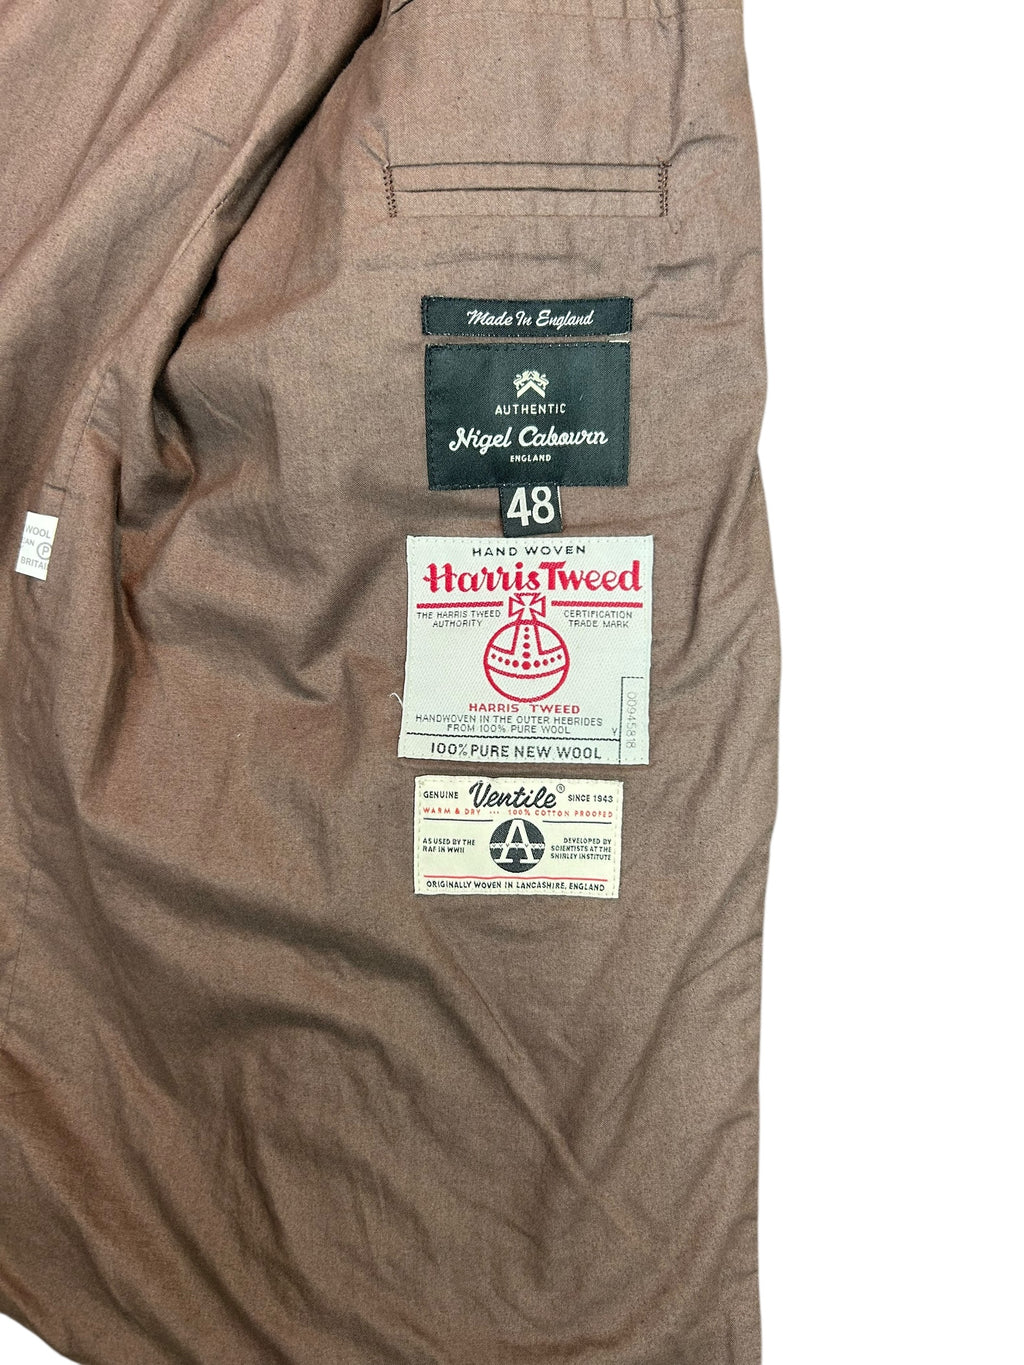 Made In England
AUTHENTIC
Nigel Cabourn
ENGLAND
48
WOOL
P
HAND WOVEN
Harris Tweed
THE HARRIS TWEED AUTHORITY
CERTIFICATION TRADE MARK
HARRIS TWEED
HANDWOVEN IN THE OUTER HEBRIDES
FROM 100% PURE WOOL
Y
00945818
100% PURE NEW WOOL
GENUINE Ventile® SINCE 1943
WARM & DRY ... 100% COTTON PROOFED
AS USED BY THE
RAF IN WWII
A
DEVELOPED BY
SCIENTISTS AT THE
SHIRLEY INSTITUTE
ORIGINALLY WOVEN IN LANCASHIRE, ENGLAND